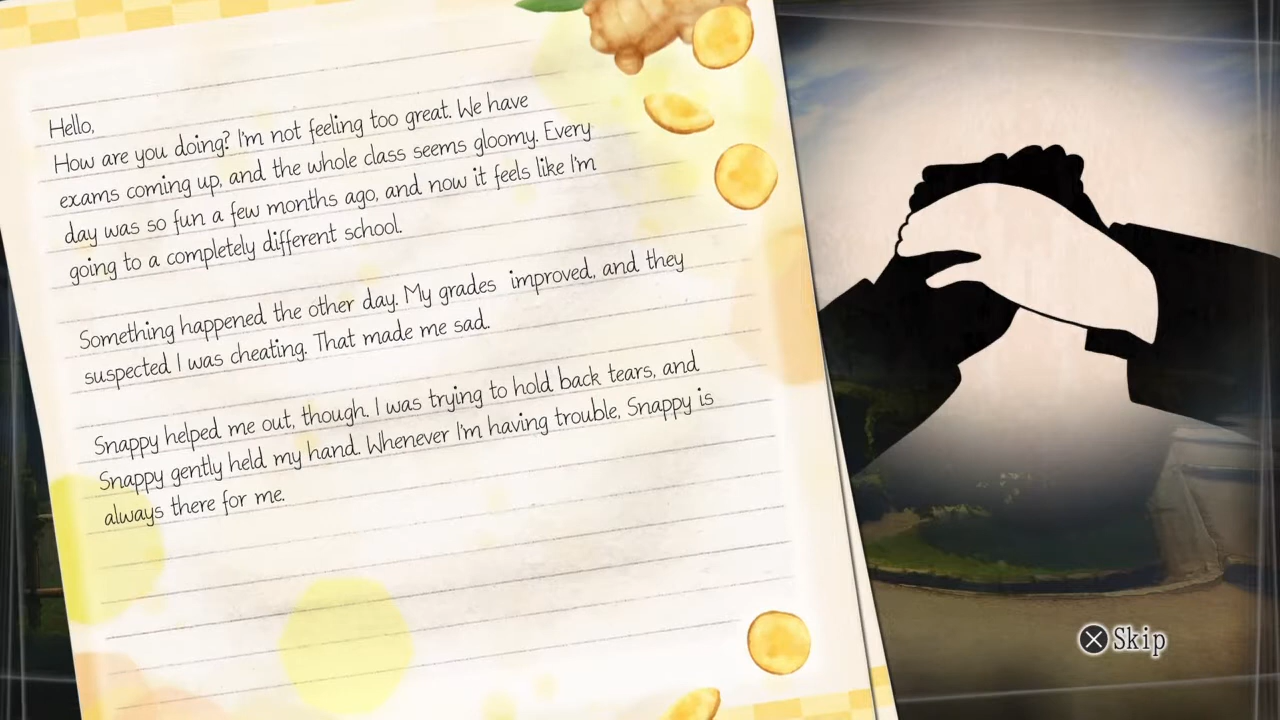 Hello,
How are you doing? I'm not feeling too great. We have
exams coming up, and the whole class seems gloomy. Every
day was so fun a few months ago, and now it feels like I'm
going to a completely different school.
Something happened the other day. My grades improved, and they
suspected I was cheating. That made me sad.
Snappy helped me out, though. I was trying to hold back tears, and
Snappy gently held my hand. Whenever I'm having trouble, Snappy is
always there for me.
Skip